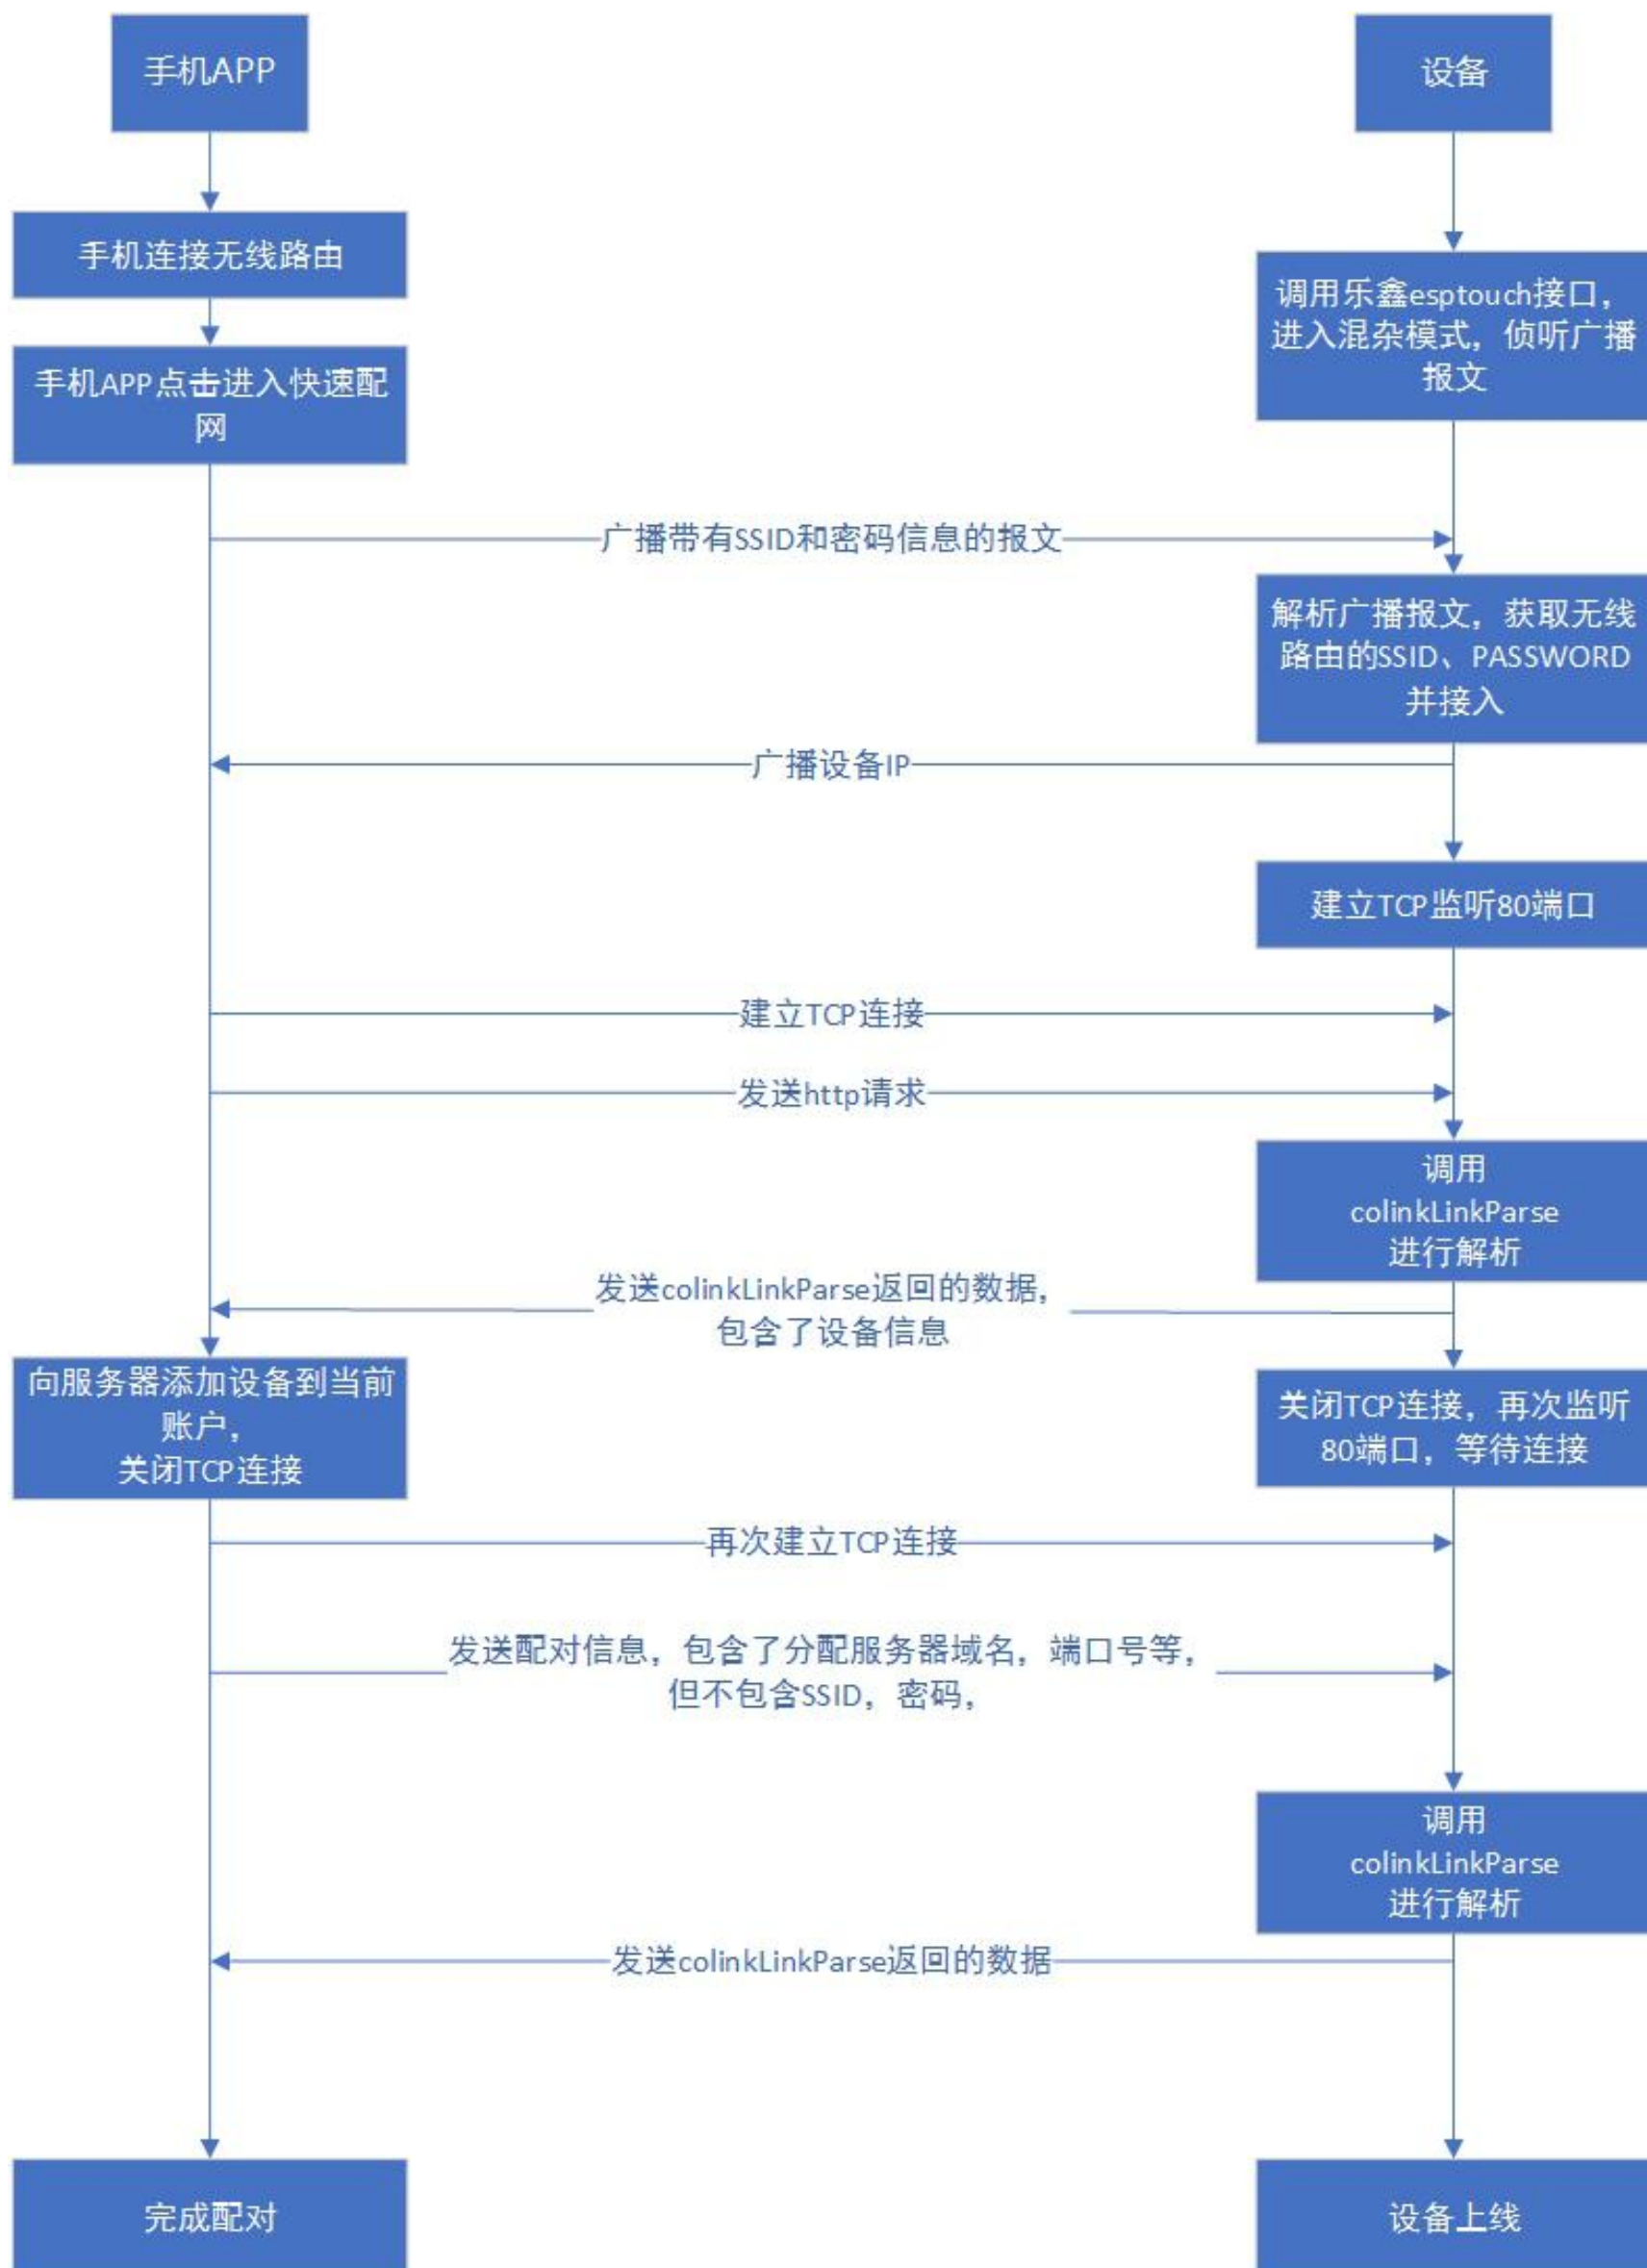 手机APP
设备
手机连接无线路由
调用乐鑫esptouch接口，
进入混杂模式，侦听广播
报文
手机APP点击进入快速配
网
广播带有SSID和密码信息的报文
解析广播报文，获取无线
路由的SSID、PASSWORD
并接入
广播设备IP
建立TCP监听80端口
建立TCP连接
发送http请求
调用
colinkLinkParse
进行解析
发送colinkLinkParse返回的数据，
包含了设备信息
向服务器添加设备到当前
账户，
关闭TCP连接
关闭TCP连接，再次监听
80端口，等待连接
再次建立TCP连接
发送配对信息，包含了分配服务器域名，端口号等，
但不包含SSID，密码，
调用
colinkLinkParse
进行解析
发送colinkLinkParse返回的数据
完成配对
设备上线